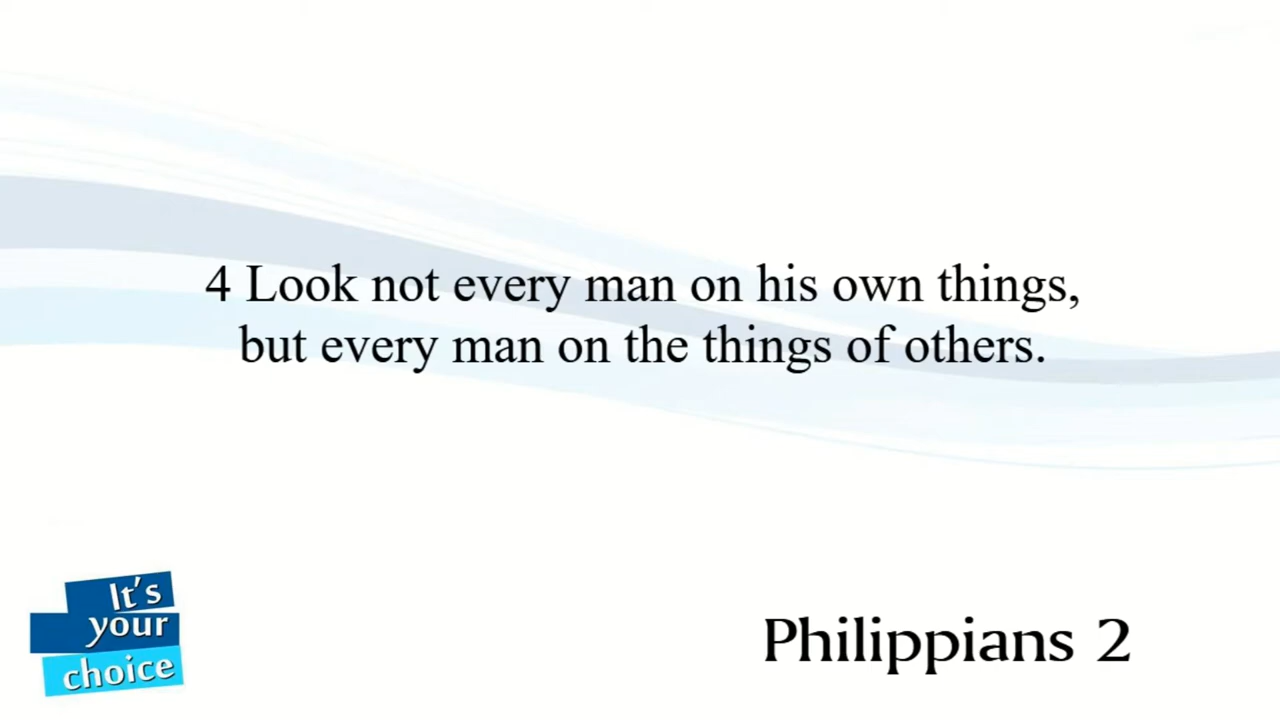 4 Look not every man on his own things,
but every man on the things of others.
It's
your
choice
Philippians 2